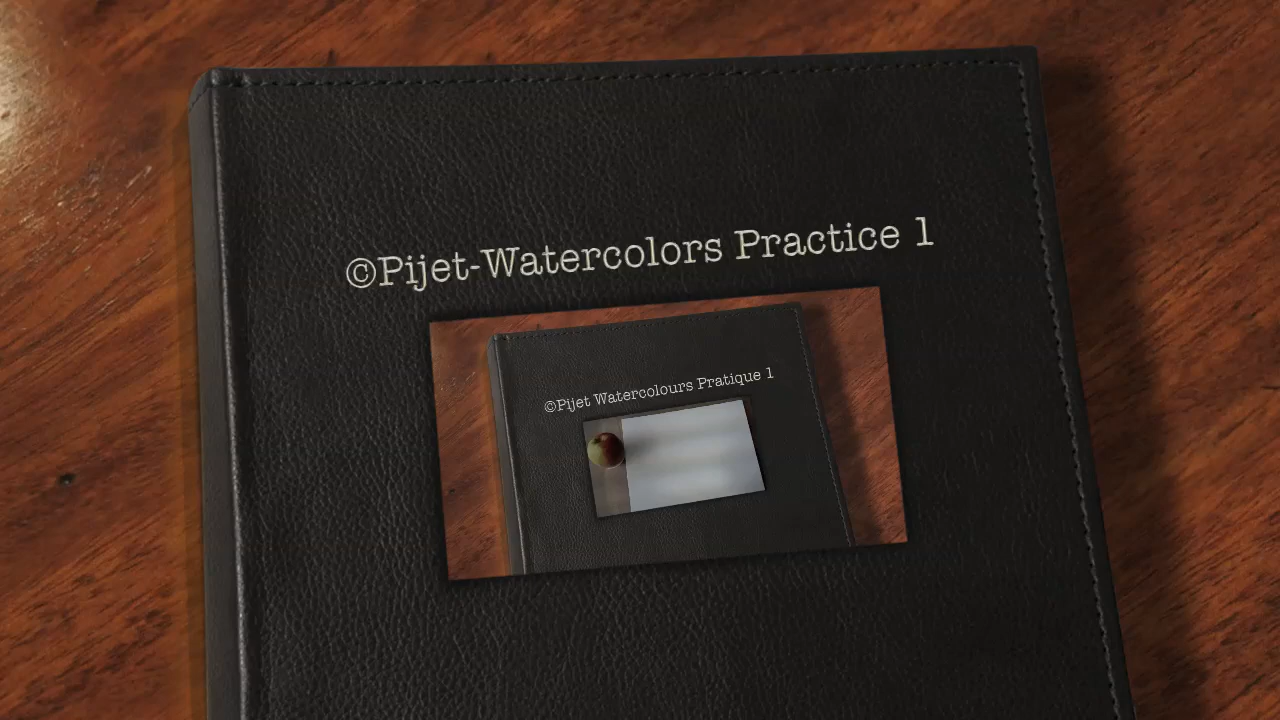 ©Pijet-Watercolors Practice 1
©Pijet Watercolours Pratique 1